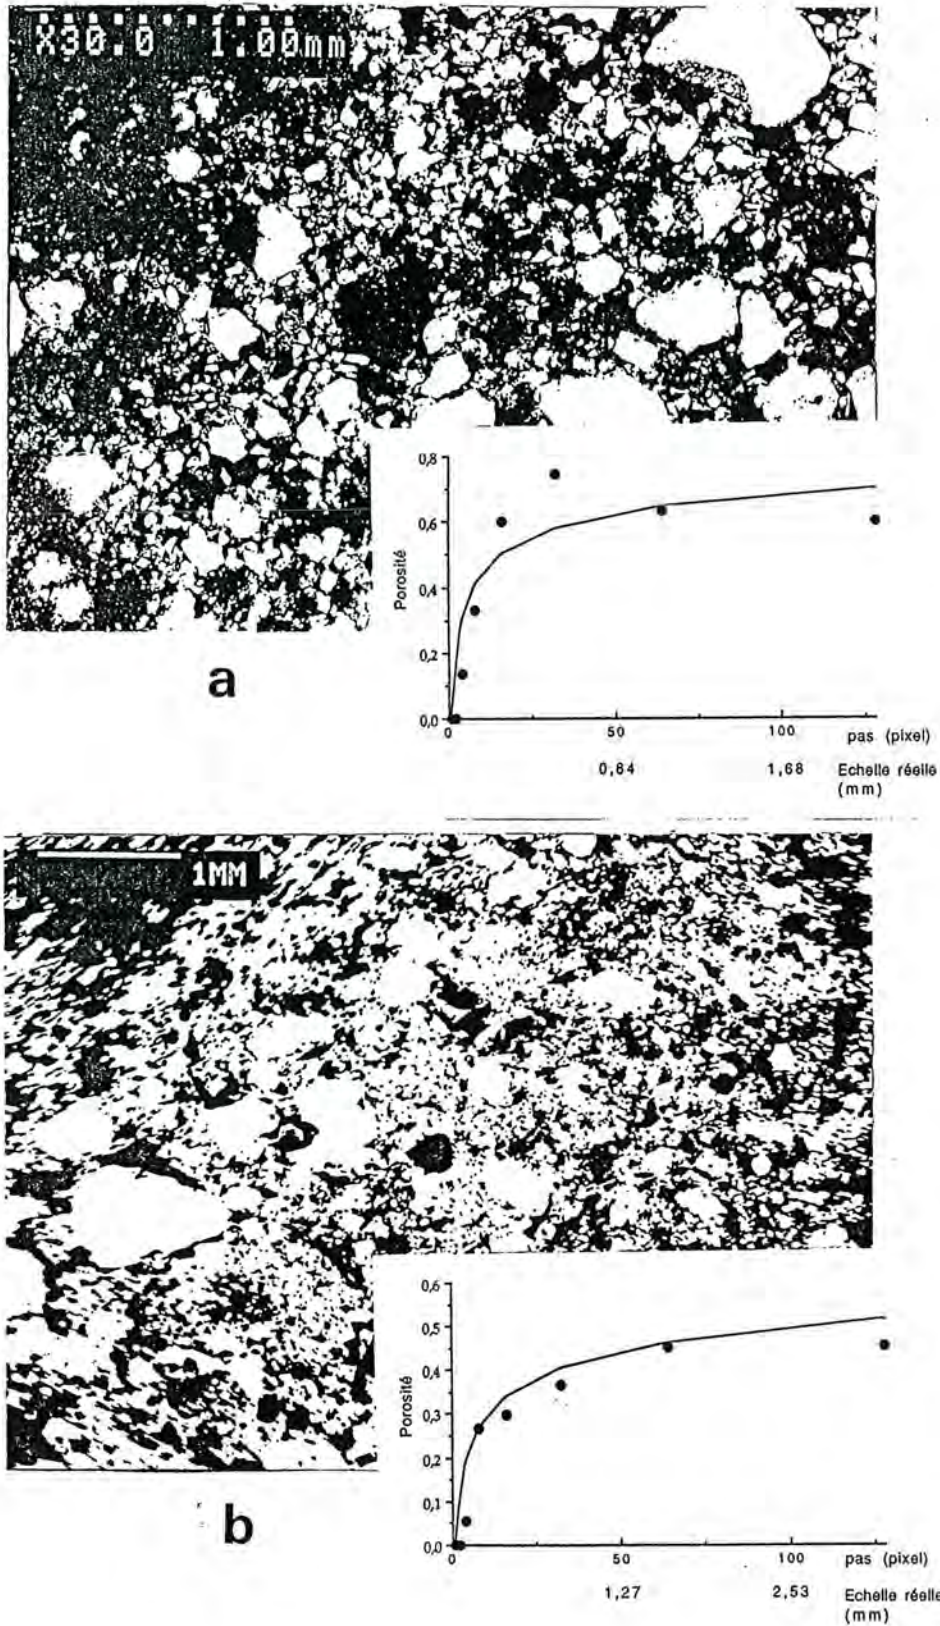 X30.0 1.00mm
0,8
0,6
0,4
0,2
0,0
Porosité
0 50 100
pas (pixel)
0,84 1,68 Echelle réelle
(mm)
a
1MM
0,6
0,5
0,4
0,3
0,2
0,1
0,0
Porosité
0 50 100 pas (pixel)
1,27 2,53 Echelle réelle
(mm)
b